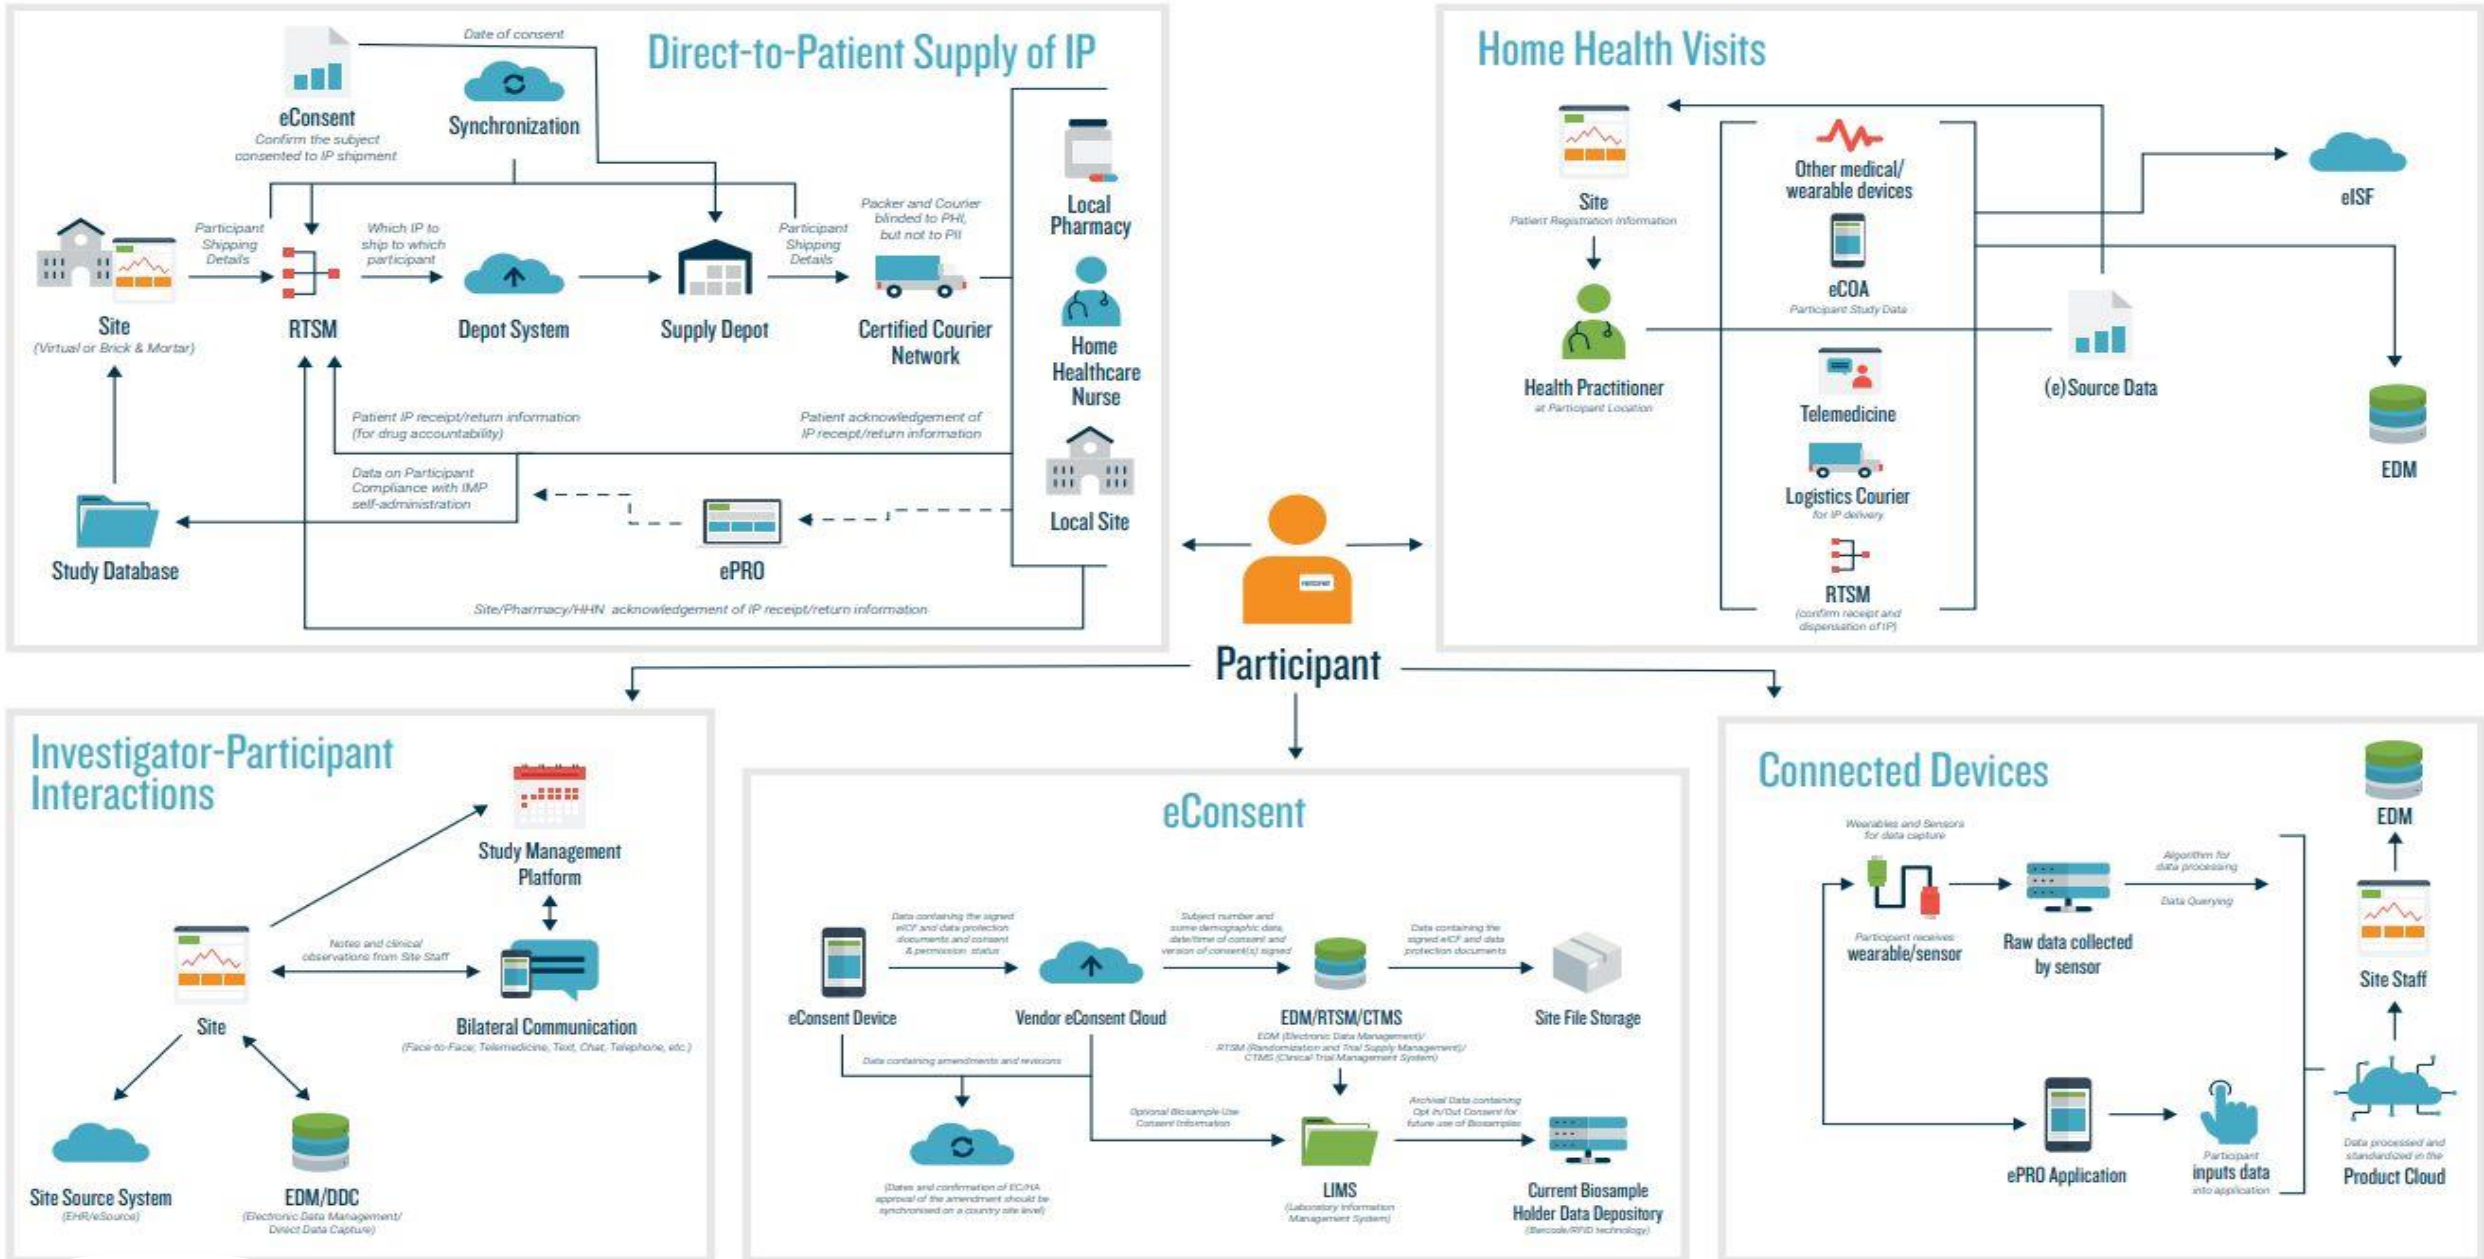 Direct-to-Patient Supply of IP
Date of consent
eConsent
Confirm the subject
consented to IP shipment
Synchronization
Participant
Shipping
Details
Which IP to
ship to which
participant
Participant
Shipping
Details
Packer and Courier
blinded to PHI,
but not to PII
Site
(Virtual or Brick & Mortar)
RTSM
Depot System
Supply Depot
Certified Courier
Network
Local
Pharmacy
Home
Healthcare
Nurse
Local Site
Patient IP receipt/return information
(for drug accountability)
Patient acknowledgement of
IP receipt/return information
Data on Participant
Compliance with IMP
self-administration
Study Database
ePRO
Site/Pharmacy/HHN acknowledgement of IP receipt/return information
Home Health Visits
Site
Patient Registration Information
Health Practitioner
at Participant Location
Other medical/
wearable devices
eCOA
Participant Study Data
Telemedicine
Logistics Courier
for IP delivery
RTSM
(confirm receipt and
dispensation of IP)
(e)Source Data
eISF
EDM
Participant
Investigator-Participant
Interactions
Study Management
Platform
Notes and clinical
observations from Site Staff
Site
Bilateral Communication
(Face-to-Face, Telemedicine, Text, Chat, Telephone, etc.)
Site Source System
(EHR/eSource)
EDM/DDC
(Electronic Data Management/
Direct Data Capture)
eConsent
Data containing the signed
eICF and data protection
documents and consent
& permission status
Subject number and
some demographic data,
date/time of consent and
version of consent(s) signed
Data containing the
signed eICF and data
protection documents
eConsent Device
Vendor eConsent Cloud
EDM/RTSM/CTMS
EDM (Electronic Data Management)/
RTSM (Randomization and Trial Supply Management)/
CTMS (Clinical Trial Management System)
Site File Storage
Data containing amendments and revisions
Optional Biosample Use
Consent Information
Archival Data containing
Opt In/Out Consent for
future use of Biosamples
(Dates and confirmation of EC/HA
approval of the amendment should be
synchronised on a country site level)
LIMS
(Laboratory Information
Management System)
Current Biosample
Holder Data Depository
(Barcode/RFID technology)
Connected Devices
Wearables and Sensors
for data capture
Participant receives
wearable/sensor
Raw data collected
by sensor
Algorithm for
data processing
Data Querying
EDM
Site Staff
ePRO Application
Participant
inputs data
into application
Data processed and
standardized in the
Product Cloud